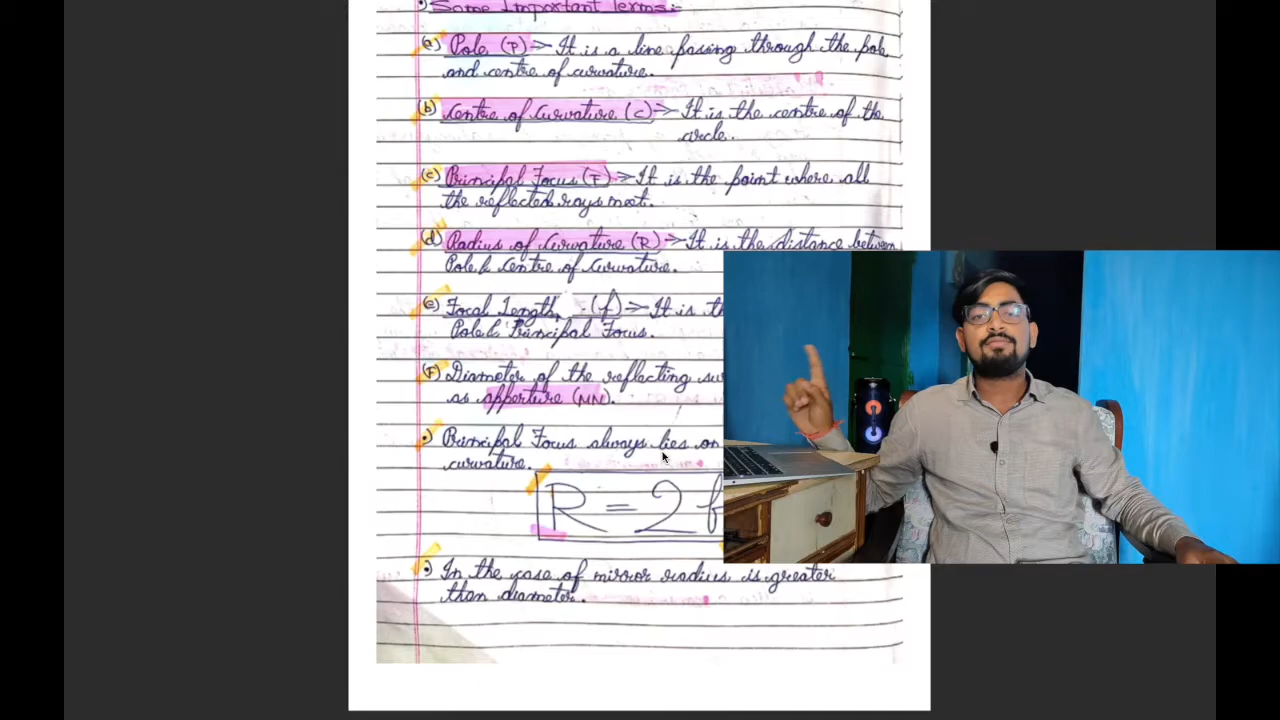 •) Some Important Terms:-
(a) Pole (P) → It is a line passing through the pole
and centre of curvature.
(b) Centre of Curvature (C) → It is the centre of the
circle.
(c) Principal Focus (F) → It is the point where all
the reflected rays meet.
(d) Radius of Curvature (R) → It is the distance between
Pole & Centre of Curvature.
(e) Focal Length, (f) → It is th
Pole & Principal Focus.
(F) Diameter of the reflecting su
as apperture (MN).
•) Principal Focus always lies on
curvature.
R = 2 f
•) In the case of mirror radius is greater
than diameter.